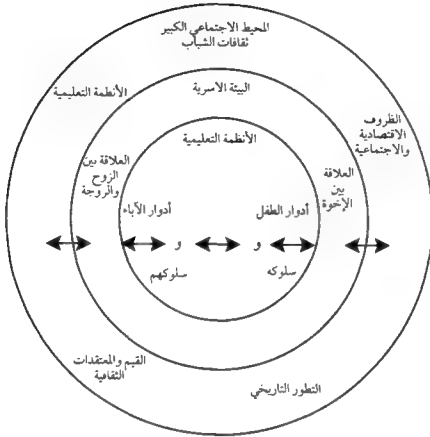 المحيط الاجتماعي الكبير
ثقافات الشباب
الأنظمة التعليمية
البيئة الاسرية
الظروف
الاقتصادية
والاجتماعية
الأنظمة التعليمية
العلاقة بين
الزوج
والزوجة
العلاقة
بين
الإخوة
أدوار الطفل
أدوار الآباء
و
و
سلوكه
سلوكهم
القيم والمعتقدات
الثقافية
التطور التاريخي